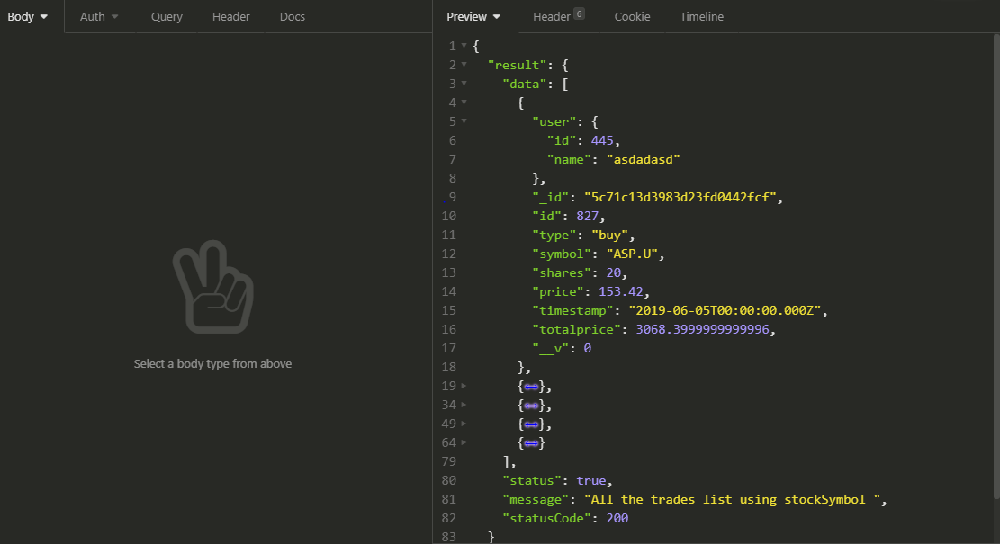 Body Auth Query Header Docs
Preview Header 6 Cookie Timeline
Select a body type from above
1 {
2 "result": {
3 "data": [
4 {
5 "user": {
6 "id": 445,
7 "name": "asdadasd"
8 },
9 "_id": "5c71c13d3983d23fd0442fcf",
10 "id": 827,
11 "type": "buy",
12 "symbol": "ASP.U",
13 "shares": 20,
14 "price": 153.42,
15 "timestamp": "2019-06-05T00:00:00.000Z",
16 "totalprice": 3068.3999999999996,
17 "__v": 0
18 },
19 {↔},
34 {↔},
49 {↔},
64 {↔}
79 ],
80 "status": true,
81 "message": "All the trades list using stockSymbol ",
82 "statusCode": 200
83 }